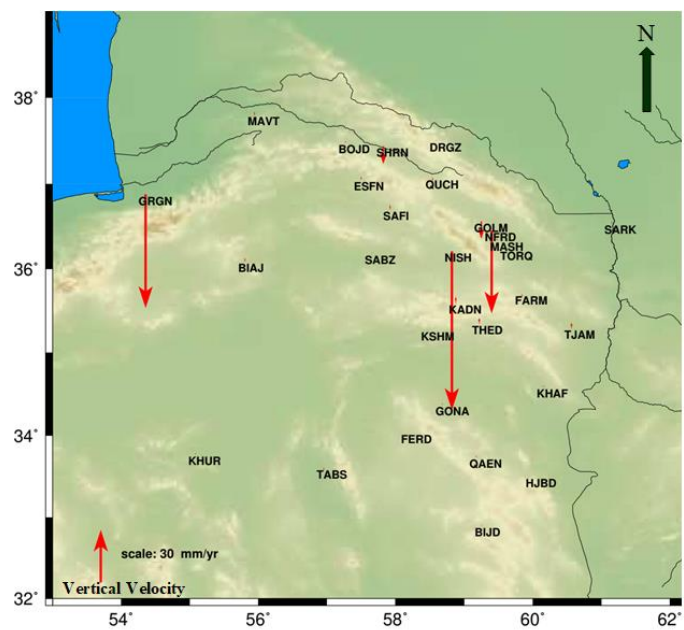 N
38°
MAVT
BOJD
SHRN
DRGZ
ESFN
QUCH
GRGN
SAFI
GOLM
NFRD
SARK
MASH
36°
BIAJ
SABZ
NISH
TORQ
KADN
FARM
KSHM
THED
TJAM
KHAF
34°
GONA
FERD
KHUR
TABS
QAEN
HJBD
BIJD
scale: 30 mm/yr
Vertical Velocity
32°
54°
56°
58°
60°
62°